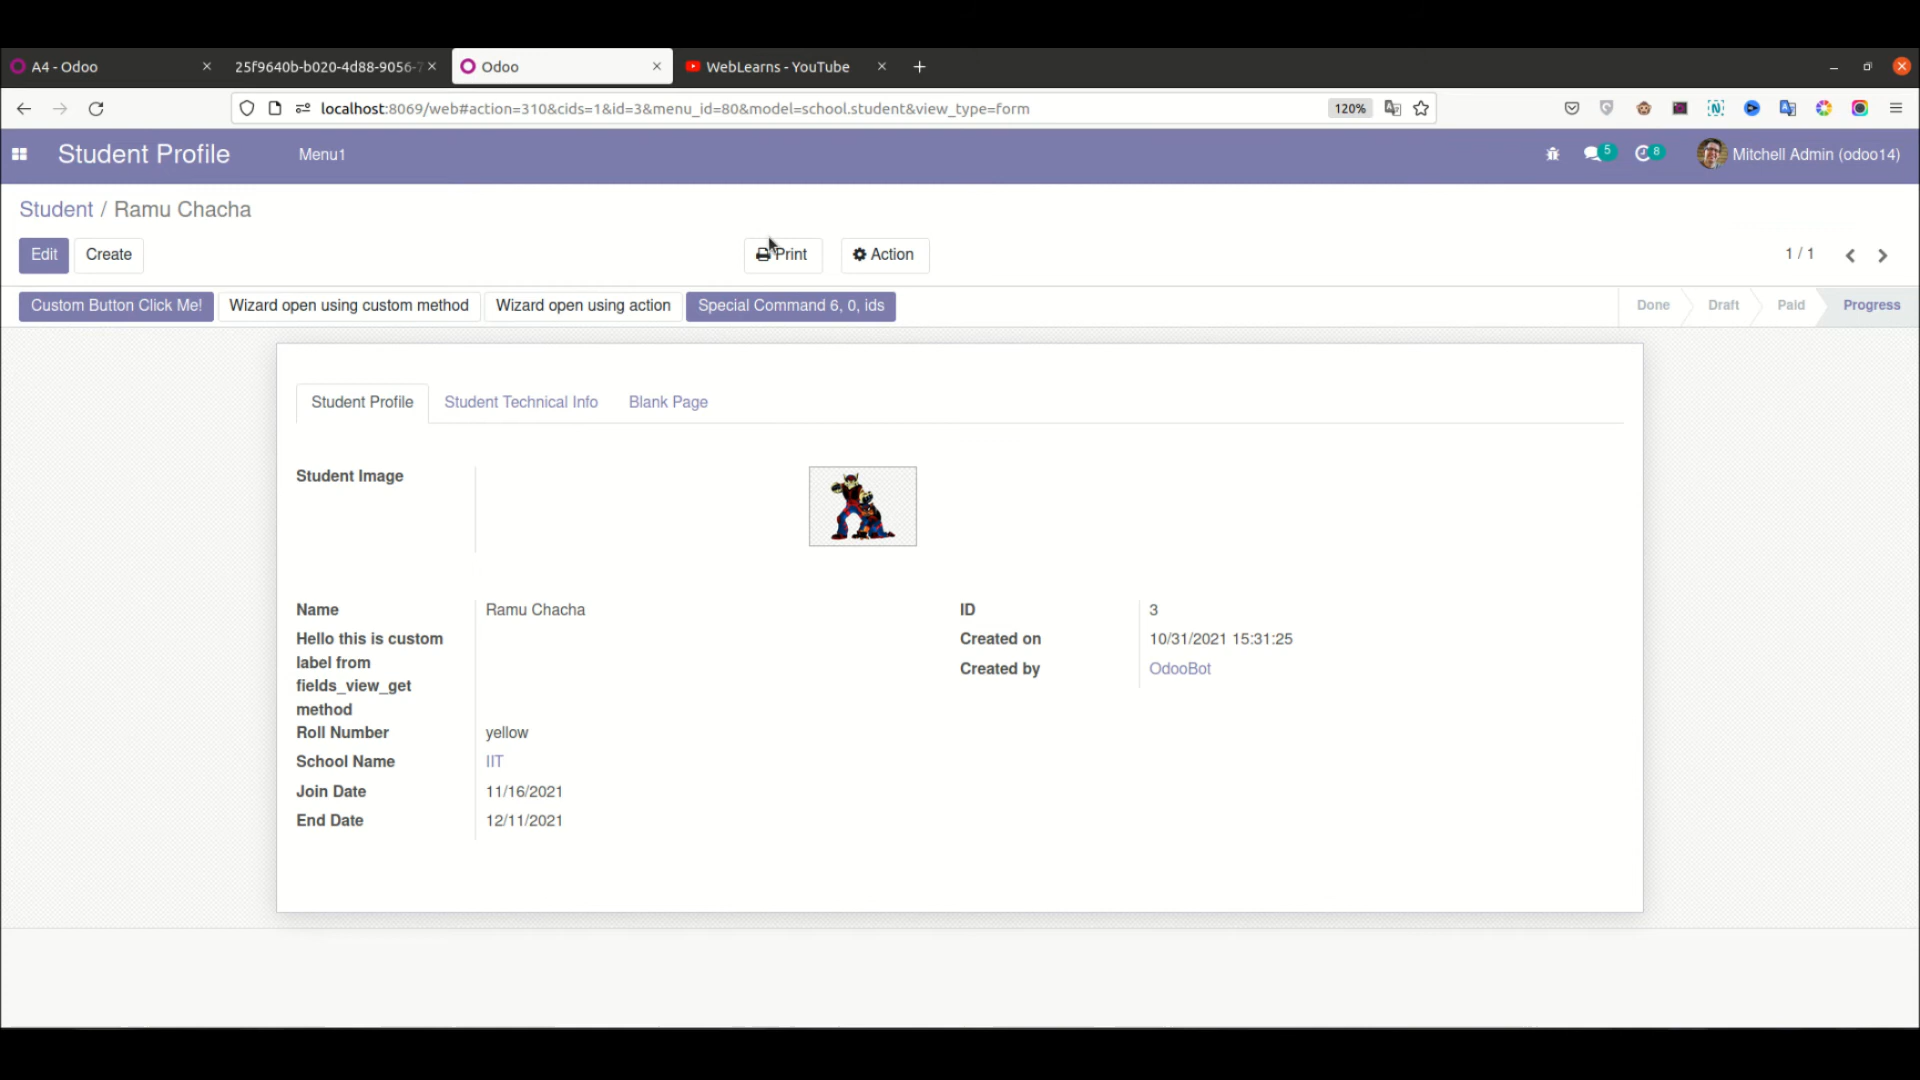 A4 - Odoo
25f9640b-b020-4d88-9056-7
Odoo
WebLearns - YouTube
localhost:8069/web#action=310&cids=1&id=3&menu_id=80&model=school.student&view_type=form
120%
Student Profile
Menu1
5
8
Mitchell Admin (odoo14)
Student / Ramu Chacha
Edit
Create
Print
Action
1 / 1
Custom Button Click Me!
Wizard open using custom method
Wizard open using action
Special Command 6, 0, ids
Done
Draft
Paid
Progress
Student Profile
Student Technical Info
Blank Page
Student Image
Name
Ramu Chacha
ID
3
Hello this is custom
label from
fields_view_get
method
Created on
10/31/2021 15:31:25
Created by
OdooBot
Roll Number
yellow
School Name
IIT
Join Date
11/16/2021
End Date
12/11/2021